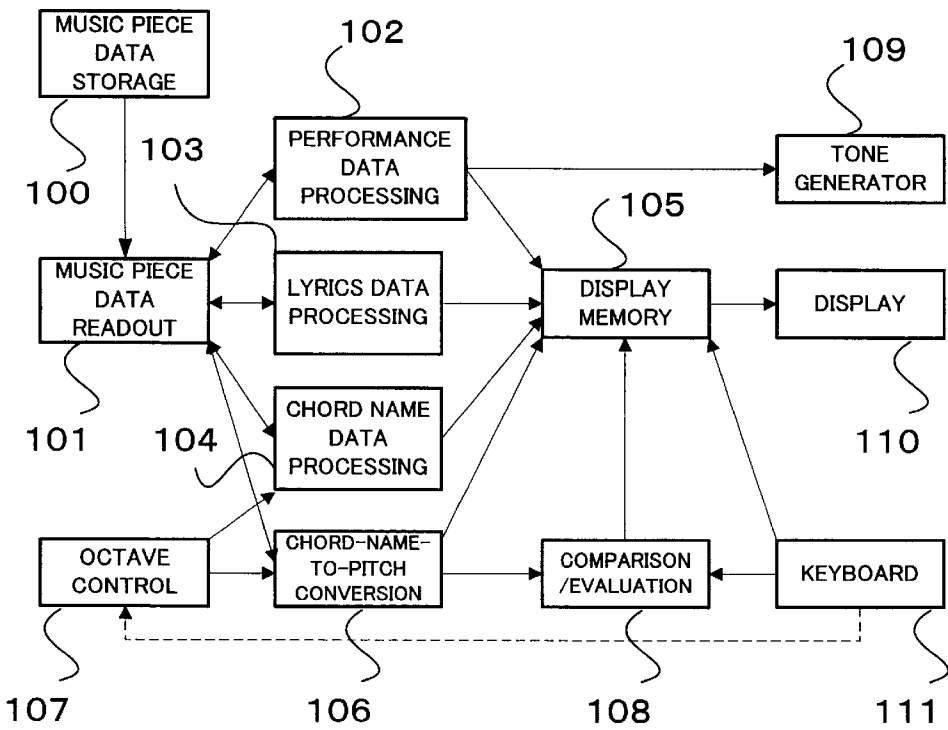 MUSIC PIECE
DATA
STORAGE
100
102
PERFORMANCE
DATA
PROCESSING
109
TONE
GENERATOR
103
MUSIC PIECE
DATA
READOUT
101
LYRICS DATA
PROCESSING
105
DISPLAY
MEMORY
DISPLAY
110
104
CHORD NAME
DATA
PROCESSING
OCTAVE
CONTROL
107
CHORD-NAME-
TO-PITCH
CONVERSION
106
COMPARISON
/EVALUATION
108
KEYBOARD
111